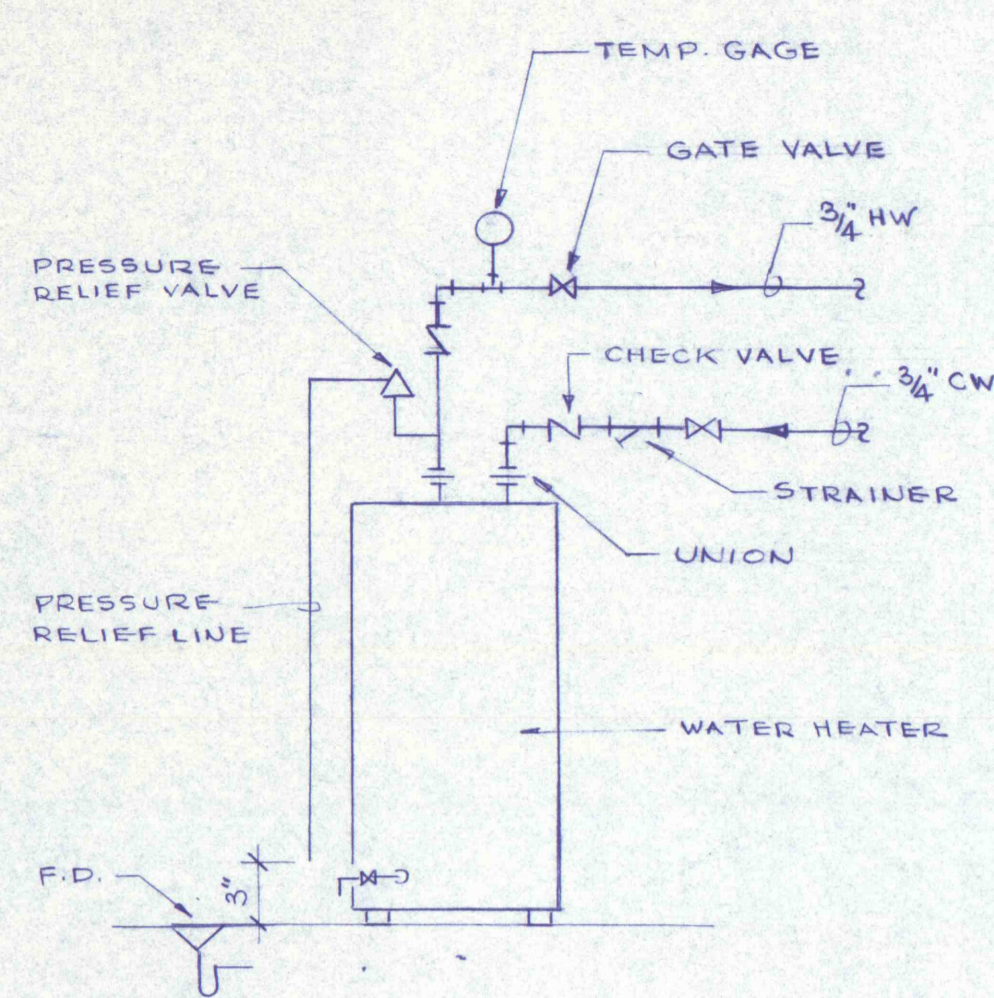 TEMP. GAGE
GATE VALVE
3/4" HW
PRESSURE
RELIEF VALVE
CHECK VALVE
3/4" CW
STRAINER
UNION
PRESSURE
RELIEF LINE
WATER HEATER
F.D.
3"